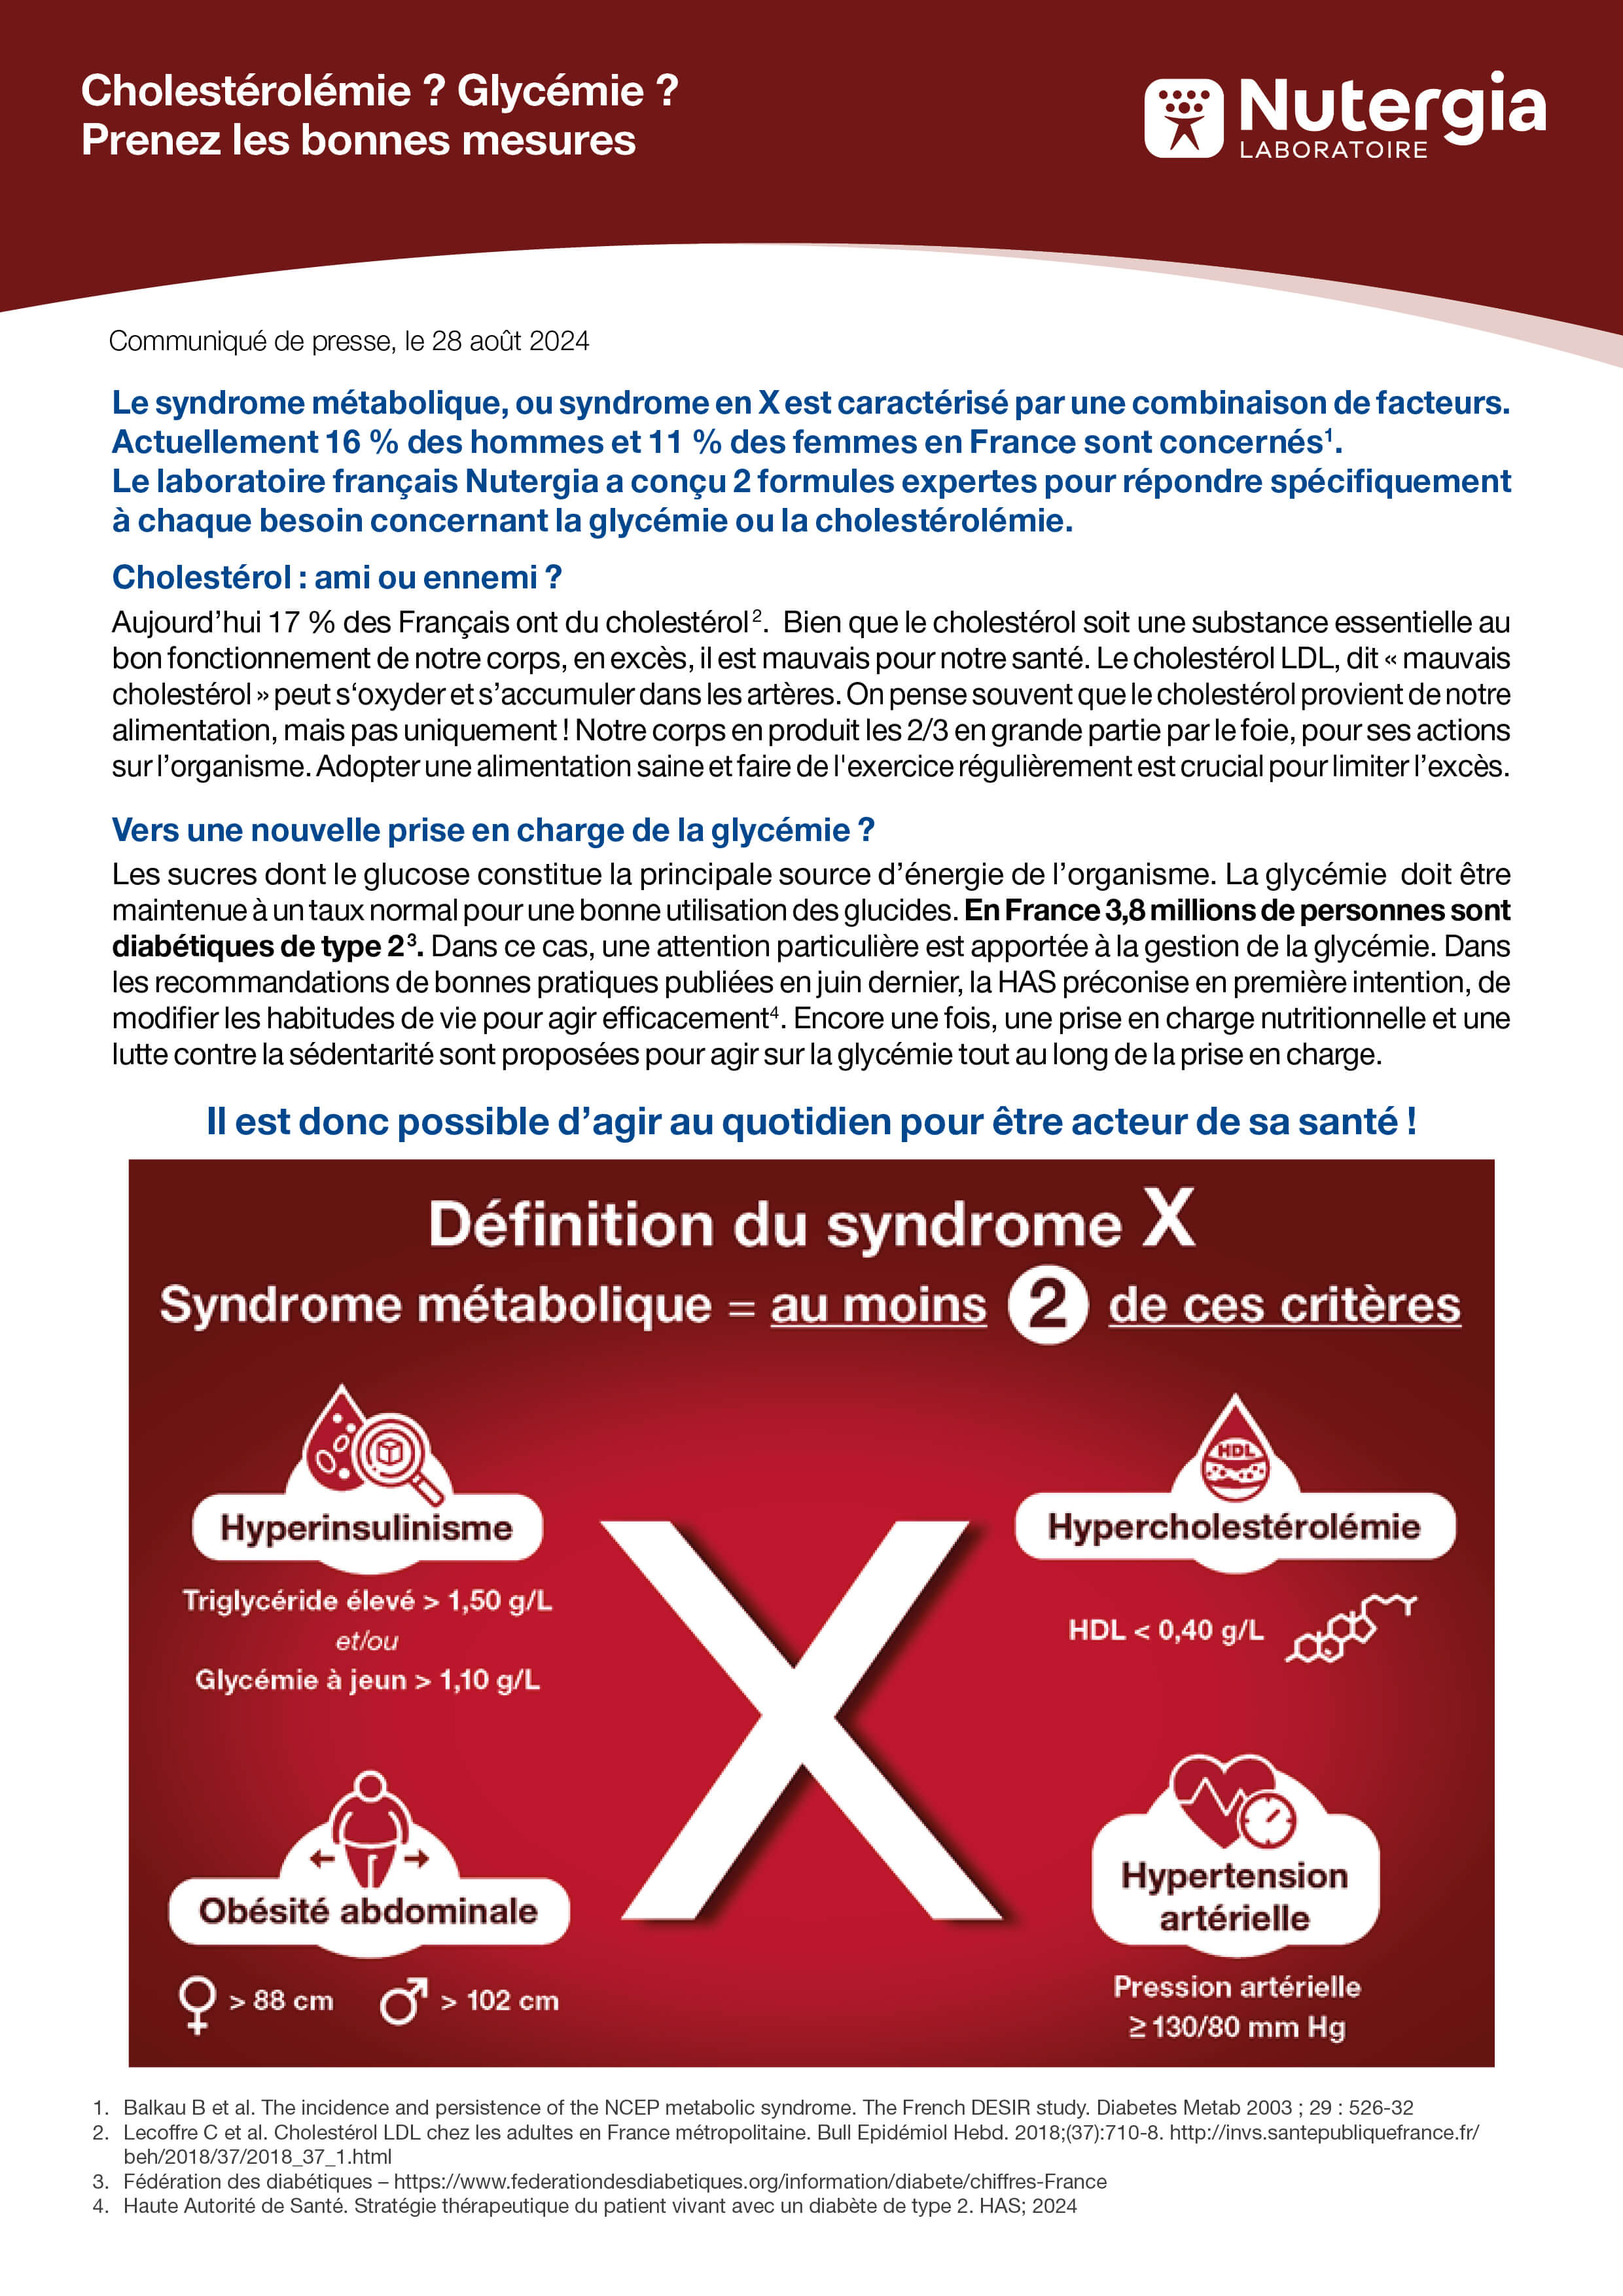 Cholestérolémie ? Glycémie ?
Prenez les bonnes mesures
Nutergia
LABORATOIRE
Communiqué de presse, le 28 août 2024
Le syndrome métabolique, ou syndrome en X est caractérisé par une combinaison de facteurs.
Actuellement 16 % des hommes et 11 % des femmes en France sont concernés¹.
Le laboratoire français Nutergia a conçu 2 formules expertes pour répondre spécifiquement
à chaque besoin concernant la glycémie ou la cholestérolémie.
Cholestérol : ami ou ennemi ?
Aujourd’hui 17 % des Français ont du cholestérol². Bien que le cholestérol soit une substance essentielle au
bon fonctionnement de notre corps, en excès, il est mauvais pour notre santé. Le cholestérol LDL, dit « mauvais
cholestérol » peut s‘oxyder et s’accumuler dans les artères. On pense souvent que le cholestérol provient de notre
alimentation, mais pas uniquement ! Notre corps en produit les 2/3 en grande partie par le foie, pour ses actions
sur l’organisme. Adopter une alimentation saine et faire de l'exercice régulièrement est crucial pour limiter l’excès.
Vers une nouvelle prise en charge de la glycémie ?
Les sucres dont le glucose constitue la principale source d’énergie de l’organisme. La glycémie doit être
maintenue à un taux normal pour une bonne utilisation des glucides. En France 3,8 millions de personnes sont
diabétiques de type 2³. Dans ce cas, une attention particulière est apportée à la gestion de la glycémie. Dans
les recommandations de bonnes pratiques publiées en juin dernier, la HAS préconise en première intention, de
modifier les habitudes de vie pour agir efficacement⁴. Encore une fois, une prise en charge nutritionnelle et une
lutte contre la sédentarité sont proposées pour agir sur la glycémie tout au long de la prise en charge.
Il est donc possible d’agir au quotidien pour être acteur de sa santé !
Définition du syndrome X
Syndrome métabolique = au moins 2 de ces critères
Hyperinsulinisme
Triglycéride élevé > 1,50 g/L
et/ou
Glycémie à jeun > 1,10 g/L
HDL
Hypercholestérolémie
HDL < 0,40 g/L
X
Obésité abdominale
♀ > 88 cm ♂ > 102 cm
Hypertension
artérielle
Pression artérielle
≥ 130/80 mm Hg
1. Balkau B et al. The incidence and persistence of the NCEP metabolic syndrome. The French DESIR study. Diabetes Metab 2003 ; 29 : 526-32
2. Lecoffre C et al. Cholestérol LDL chez les adultes en France métropolitaine. Bull Epidémiol Hebd. 2018;(37):710-8. http://invs.santepubliquefrance.fr/
beh/2018/37/2018_37_1.html
3. Fédération des diabétiques – https://www.federationdesdiabetiques.org/information/diabete/chiffres-France
4. Haute Autorité de Santé. Stratégie thérapeutique du patient vivant avec un diabète de type 2. HAS; 2024